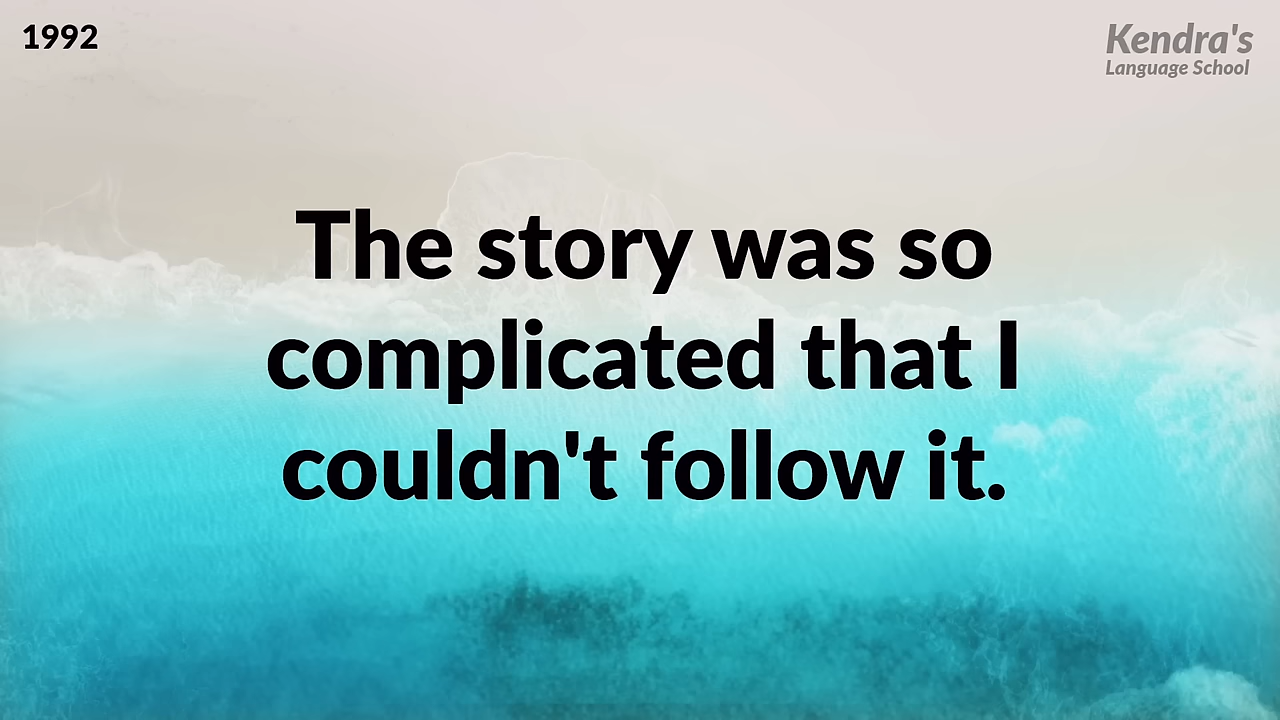 1992
Kendra's
Language School
The story was so
complicated that I
couldn't follow it.